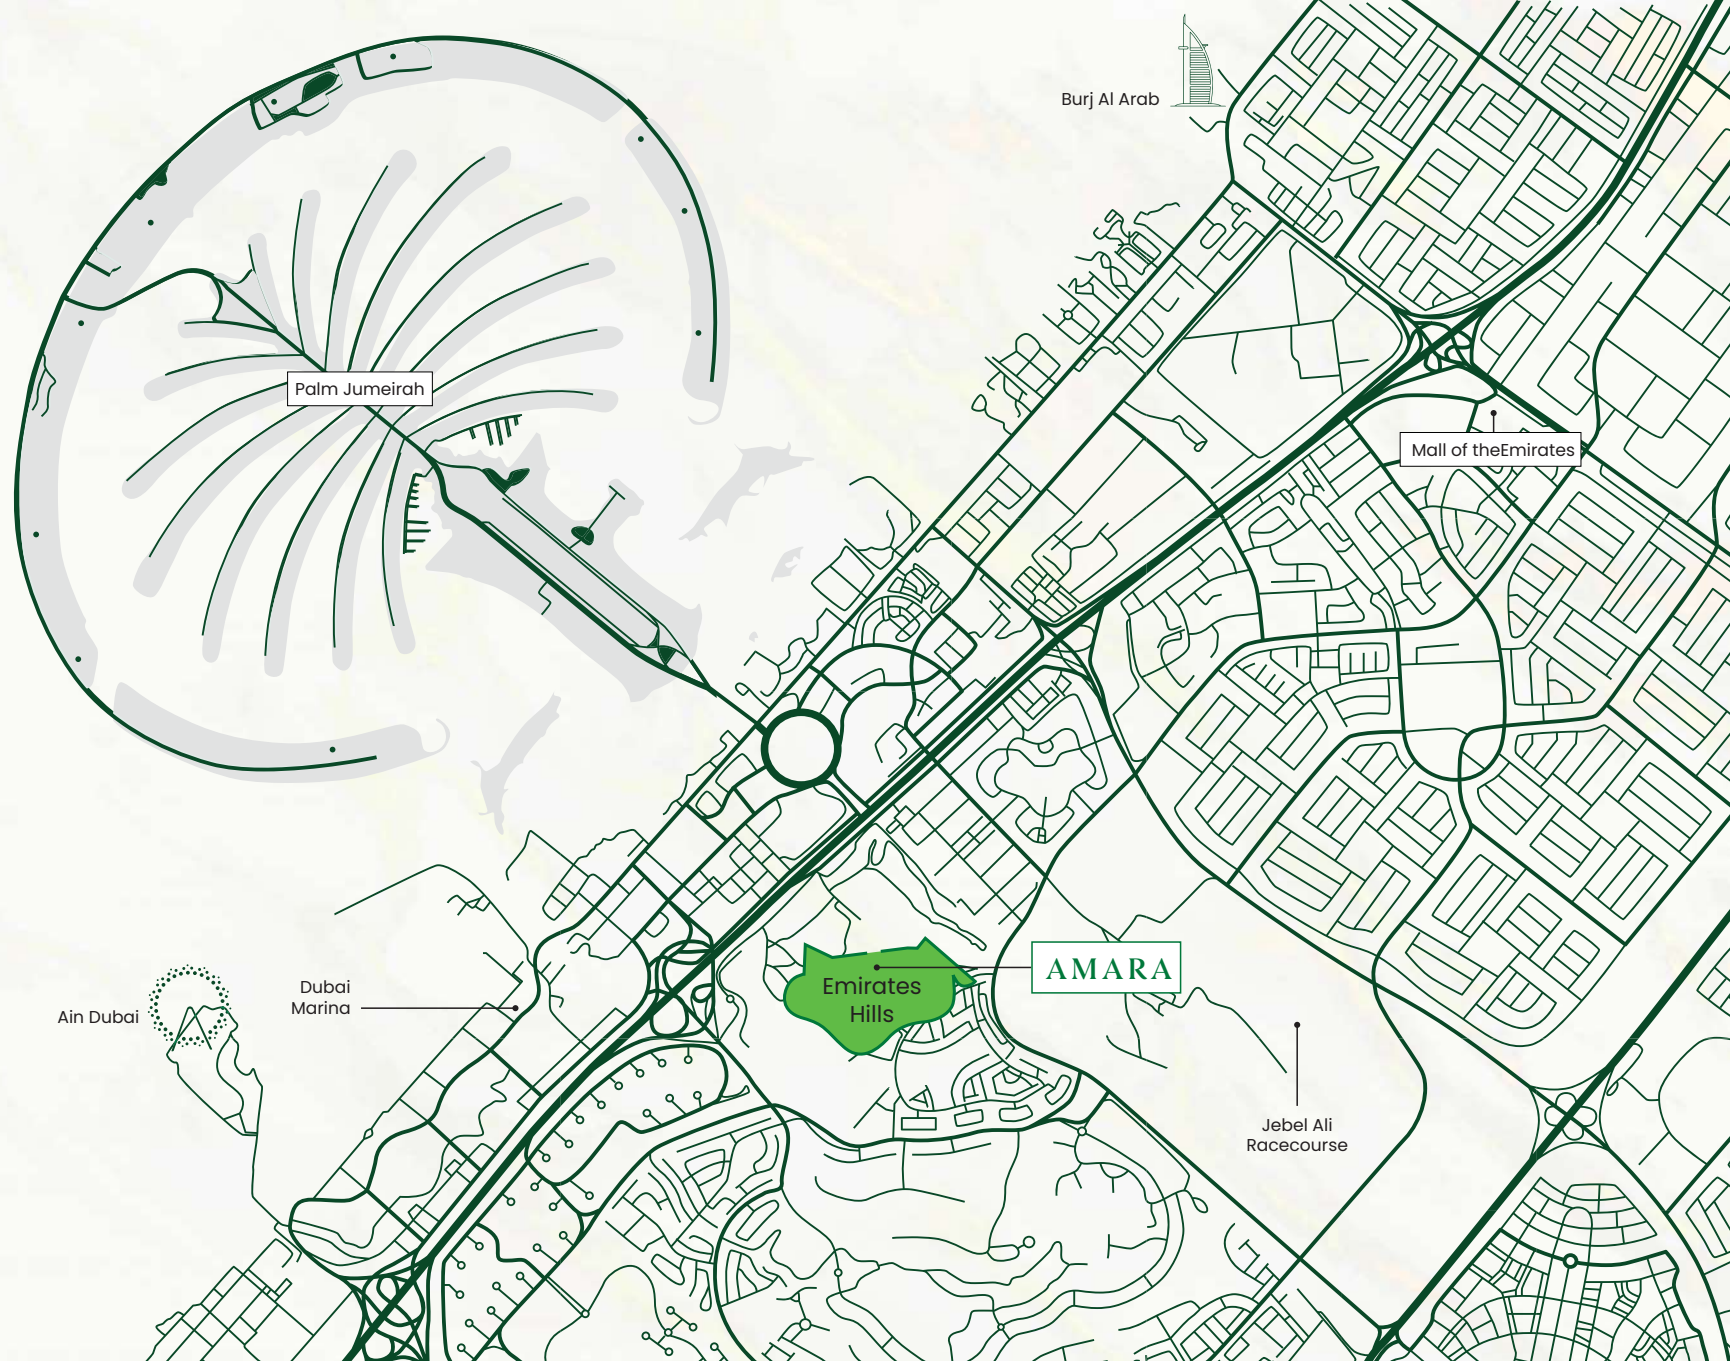 Burj Al Arab
Palm Jumeirah
Mall of theEmirates
AMARA
Emirates
Hills
Dubai
Marina
Ain Dubai
Jebel Ali
Racecourse